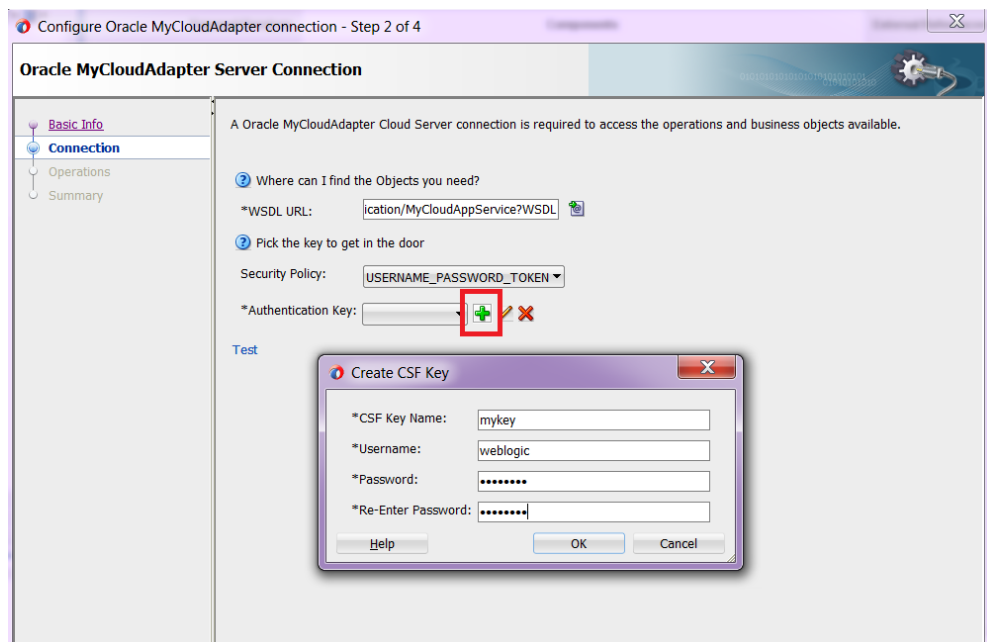 Configure Oracle MyCloudAdapter connection - Step 2 of 4
Oracle MyCloudAdapter Server Connection
Basic Info
Connection
Operations
Summary
A Oracle MyCloudAdapter Cloud Server connection is required to access the operations and business objects available.
Where can I find the Objects you need?
*WSDL URL: ication/MyCloudAppService?WSDL
Pick the key to get in the door
Security Policy: USERNAME_PASSWORD_TOKEN
*Authentication Key:
Test
Create CSF Key
*CSF Key Name: mykey
*Username: weblogic
*Password: ••••••••
*Re-Enter Password: ••••••••
Help OK Cancel